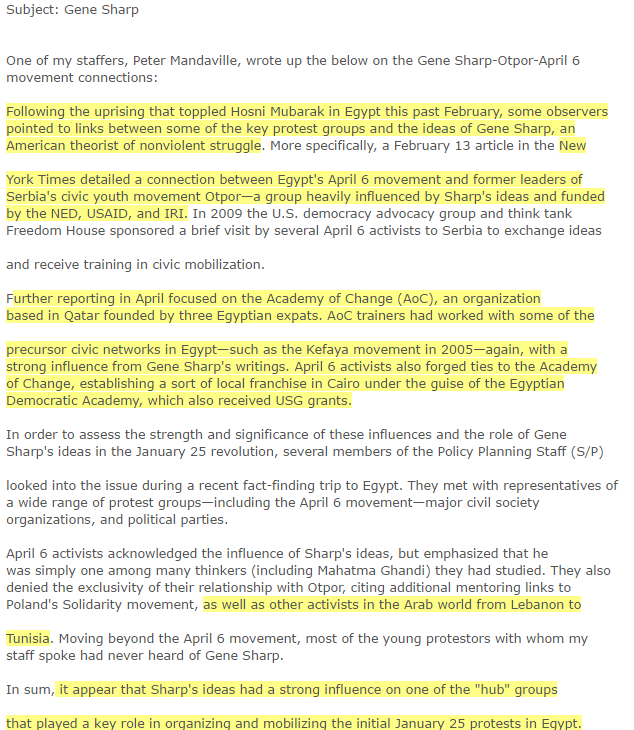 Subject: Gene Sharp
One of my staffers, Peter Mandaville, wrote up the below on the Gene Sharp-Otpor-April 6
movement connections:
Following the uprising that toppled Hosni Mubarak in Egypt this past February, some observers
pointed to links between some of the key protest groups and the ideas of Gene Sharp, an
American theorist of nonviolent struggle. More specifically, a February 13 article in the New
York Times detailed a connection between Egypt's April 6 movement and former leaders of
Serbia's civic youth movement Otpor—a group heavily influenced by Sharp's ideas and funded
by the NED, USAID, and IRI. In 2009 the U.S. democracy advocacy group and think tank
Freedom House sponsored a brief visit by several April 6 activists to Serbia to exchange ideas
and receive training in civic mobilization.
Further reporting in April focused on the Academy of Change (AoC), an organization
based in Qatar founded by three Egyptian expats. AoC trainers had worked with some of the
precursor civic networks in Egypt—such as the Kefaya movement in 2005—again, with a
strong influence from Gene Sharp's writings. April 6 activists also forged ties to the Academy
of Change, establishing a sort of local franchise in Cairo under the guise of the Egyptian
Democratic Academy, which also received USG grants.
In order to assess the strength and significance of these influences and the role of Gene
Sharp's ideas in the January 25 revolution, several members of the Policy Planning Staff (S/P)
looked into the issue during a recent fact-finding trip to Egypt. They met with representatives of
a wide range of protest groups—including the April 6 movement—major civil society
organizations, and political parties.
April 6 activists acknowledged the influence of Sharp's ideas, but emphasized that he
was simply one among many thinkers (including Mahatma Ghandi) they had studied. They also
denied the exclusivity of their relationship with Otpor, citing additional mentoring links to
Poland's Solidarity movement, as well as other activists in the Arab world from Lebanon to
Tunisia. Moving beyond the April 6 movement, most of the young protestors with whom my
staff spoke had never heard of Gene Sharp.
In sum, it appear that Sharp's ideas had a strong influence on one of the "hub" groups
that played a key role in organizing and mobilizing the initial January 25 protests in Egypt.